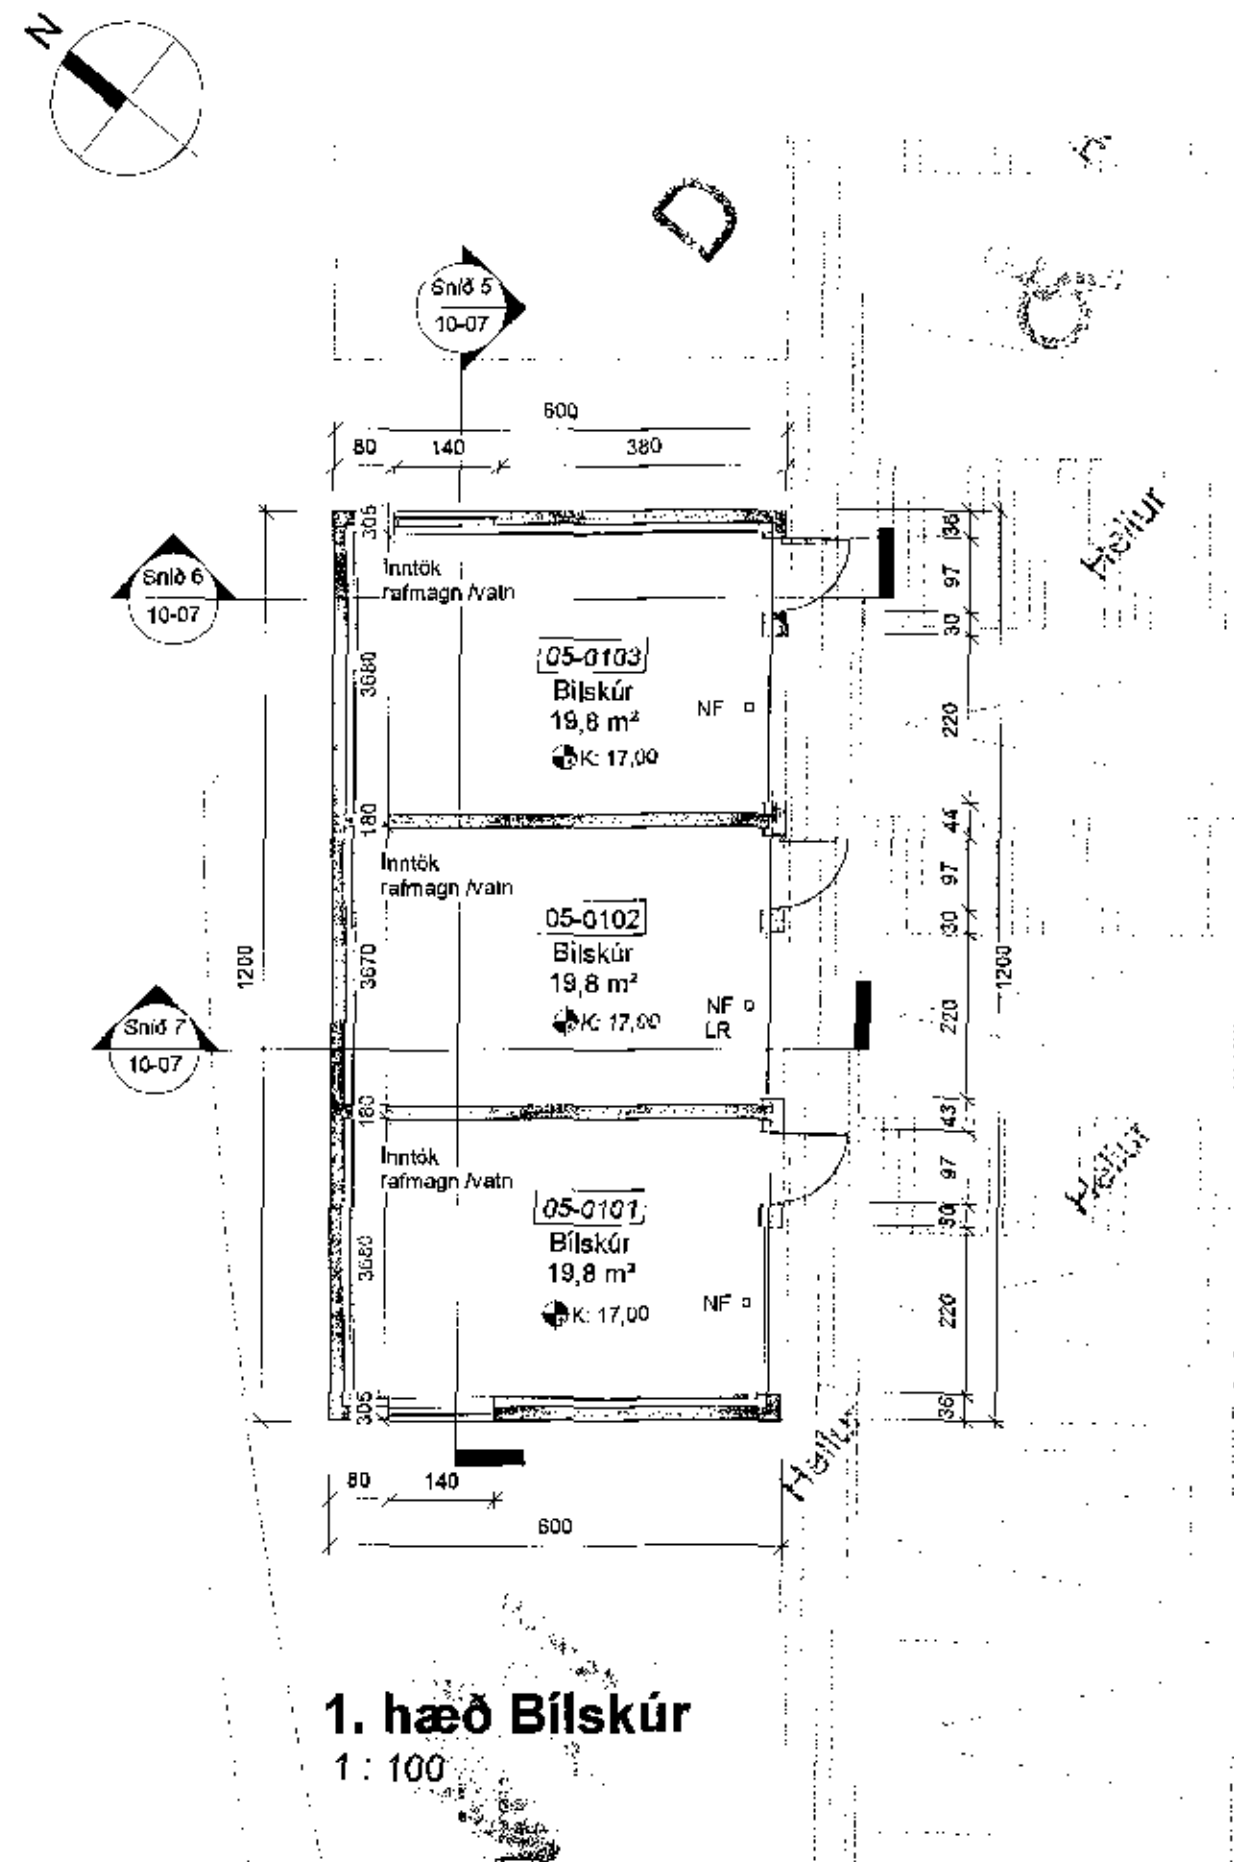 N
D
Snið 5
10-07
600
80 140 380
305
36
Hellur
Snið 6
10-07
Inntök
rafmagn /vatn
97
30
05-0103
Bílskúr
19,8 m²
K: 17,00
3680
NF
220
180
44
Inntök
rafmagn /vatn
97
30
05-0102
Bílskúr
19,8 m²
K: 17,00
1200
3670
NF
LR
220
1200
Snið 7
10-07
180
43
Inntök
rafmagn /vatn
97
30
Hellur
05-0101
Bílskúr
19,8 m²
K: 17,00
3680
NF
220
305
36
Hellur
80 140
600
1. hæð Bílskúr
1 : 100